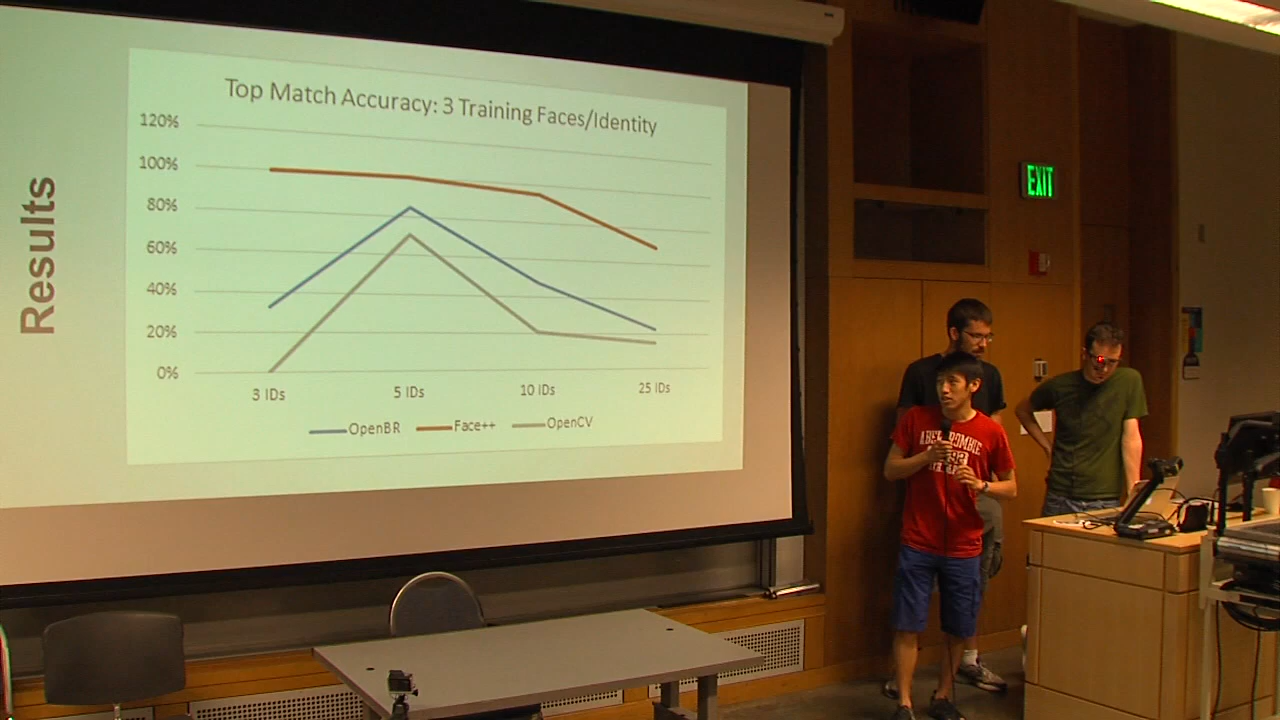 Results
Top Match Accuracy: 3 Training Faces/Identity
120%
100%
80%
60%
40%
20%
0%
3 IDs
5 IDs
10 IDs
25 IDs
OpenBR
Face++
OpenCV
EXIT
ABERCROMBIE